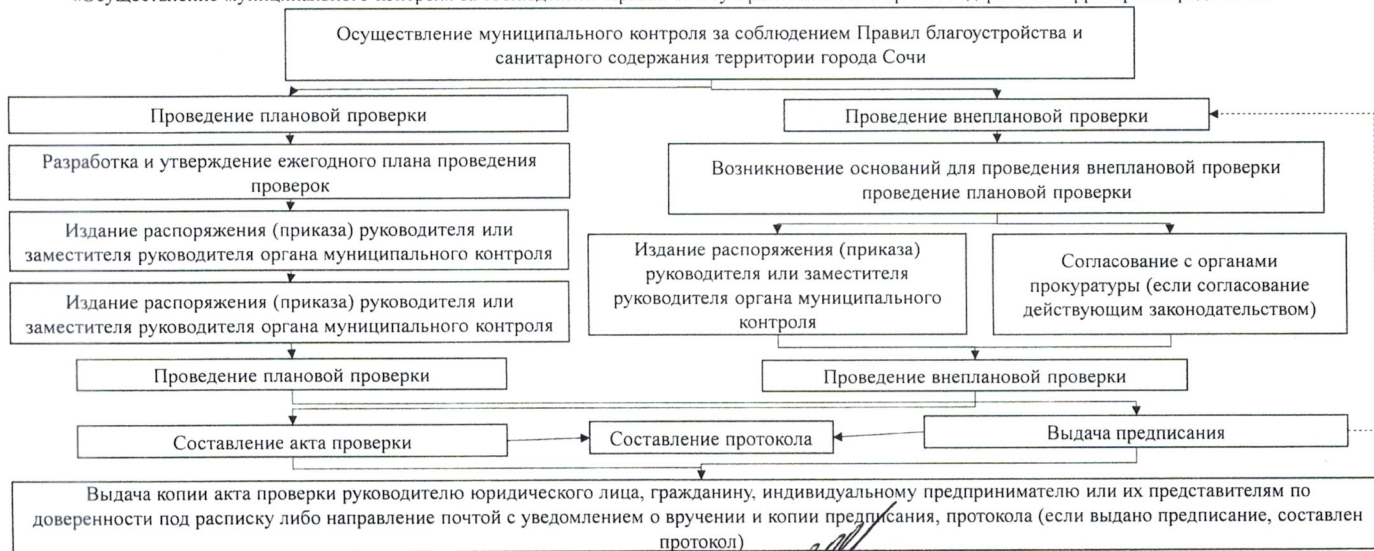 Осуществление муниципального контроля за соблюдением Правил благоустройства и
санитарного содержания территории города Сочи
Проведение плановой проверки
Проведение внеплановой проверки
Разработка и утверждение ежегодного плана проведения
проверок
Возникновение оснований для проведения внеплановой проверки
проведение плановой проверки
Издание распоряжения (приказа) руководителя или
заместителя руководителя органа муниципального контроля
Издание распоряжения (приказа)
руководителя или заместителя
руководителя органа муниципального
контроля
Согласование с органами
прокуратуры (если согласование
действующим законодательством)
Издание распоряжения (приказа) руководителя или
заместителя руководителя органа муниципального контроля
Проведение плановой проверки
Проведение внеплановой проверки
Составление акта проверки
Составление протокола
Выдача предписания
Выдача копии акта проверки руководителю юридического лица, гражданину, индивидуальному предпринимателю или их представителям по
доверенности под расписку либо направление почтой с уведомлением о вручении и копии предписания, протокола (если выдано предписание, составлен
протокол)